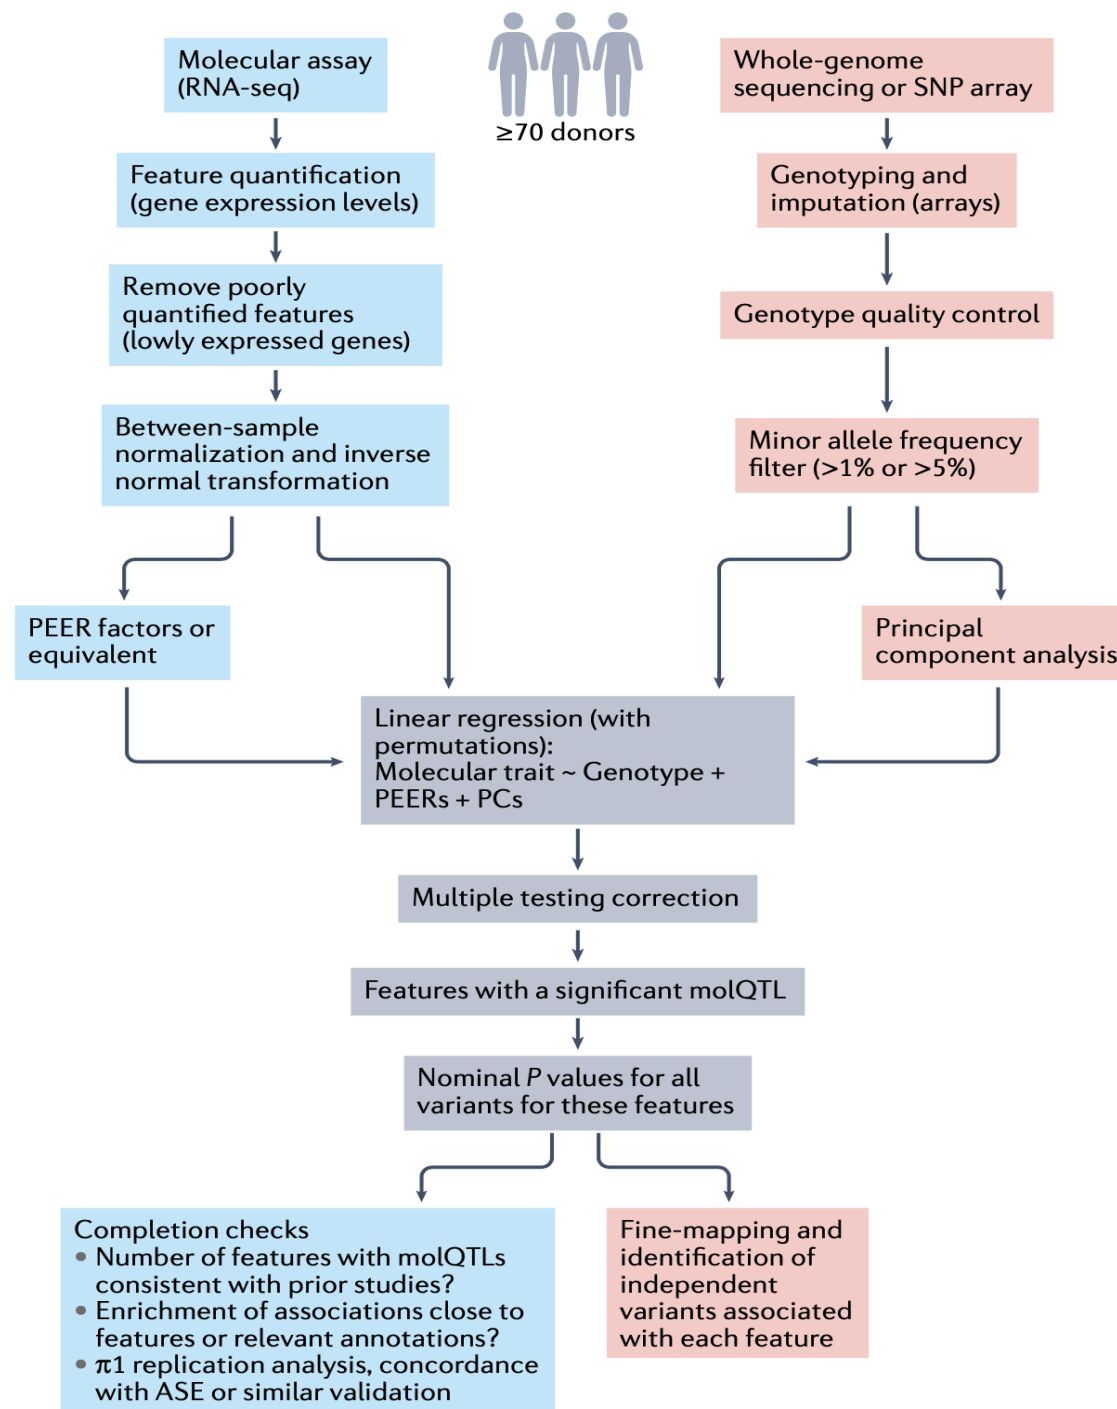 Molecular assay
(RNA-seq)
≥70 donors
Whole-genome
sequencing or SNP array
Feature quantification
(gene expression levels)
Genotyping and
imputation (arrays)
Remove poorly
quantified features
(lowly expressed genes)
Genotype quality control
Between-sample
normalization and inverse
normal transformation
Minor allele frequency
filter (>1% or >5%)
PEER factors or
equivalent
Principal
component analysis
Linear regression (with
permutations):
Molecular trait ~ Genotype +
PEERs + PCs
Multiple testing correction
Features with a significant molQTL
Nominal P values for all
variants for these features
Completion checks
• Number of features with molQTLs
consistent with prior studies?
• Enrichment of associations close to
features or relevant annotations?
• π1 replication analysis, concordance
with ASE or similar validation
Fine-mapping and
identification of
independent
variants associated
with each feature